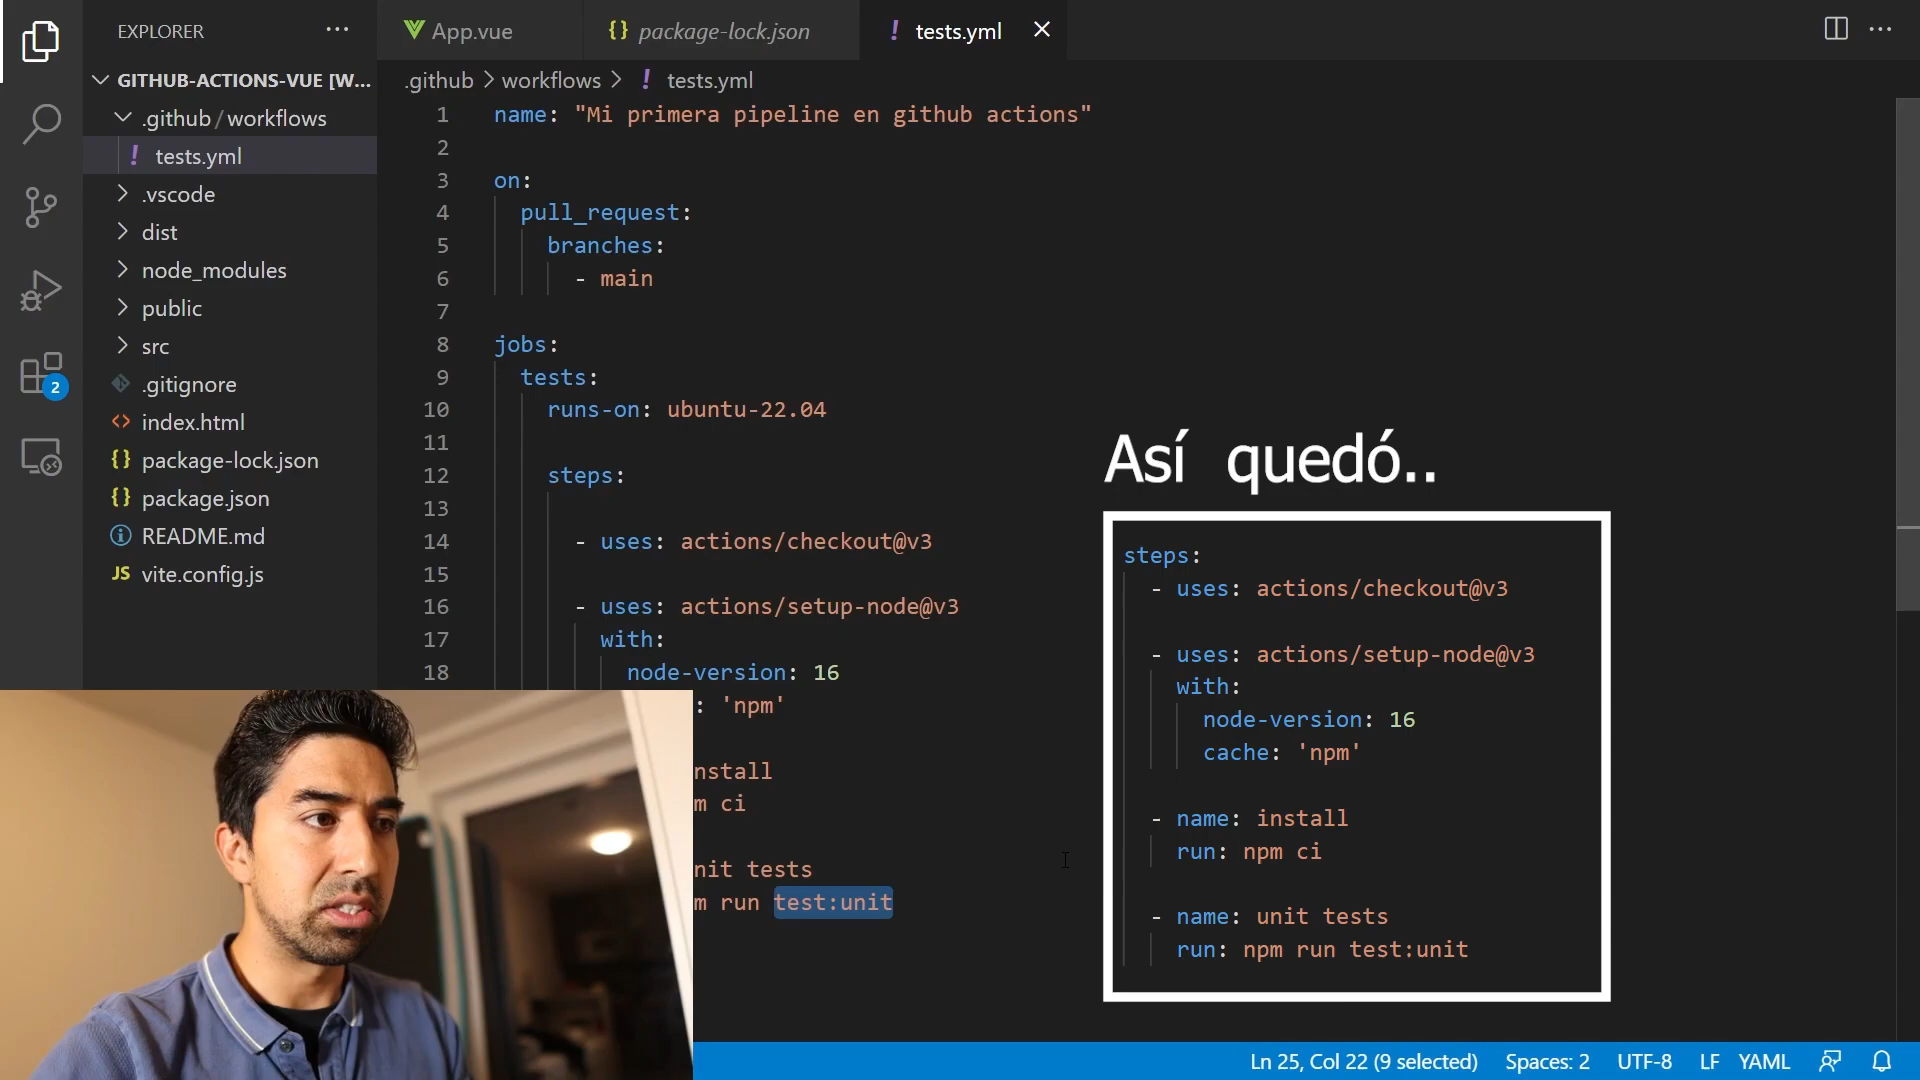 EXPLORER
App.vue
package-lock.json
tests.yml
GITHUB-ACTIONS-VUE [W...
.github > workflows > tests.yml
.github/workflows
tests.yml
.vscode
dist
node_modules
public
src
.gitignore
index.html
package-lock.json
package.json
README.md
JS vite.config.js
2
1 name: "Mi primera pipeline en github actions"
2
3 on:
4 pull_request:
5 branches:
6 - main
7
8 jobs:
9 tests:
10 runs-on: ubuntu-22.04
11
12 steps:
13
14 - uses: actions/checkout@v3
15
16 - uses: actions/setup-node@v3
17 with:
18 node-version: 16
: 'npm'
nstall
m ci
nit tests
m run test:unit
Así quedó..
steps:
- uses: actions/checkout@v3
- uses: actions/setup-node@v3
with:
node-version: 16
cache: 'npm'
- name: install
run: npm ci
- name: unit tests
run: npm run test:unit
Ln 25, Col 22 (9 selected) Spaces: 2 UTF-8 LF YAML